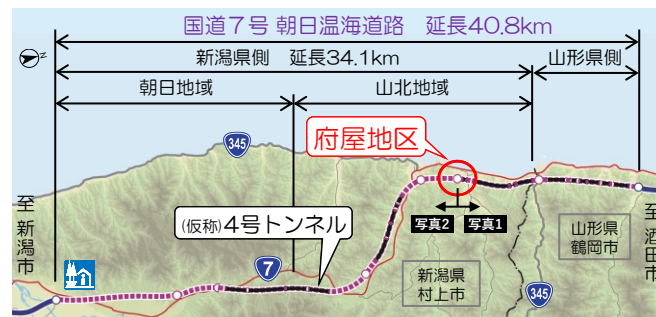 国道7号 朝日温海道路 延長40.8km
新潟県側 延長34.1km
山形県側
朝日地域
山北地域
N
345
府屋地区
至
新潟市
(仮称)4号トンネル
写真2
写真1
山形県
鶴岡市
至
酒田市
7
新潟県
村上市
345